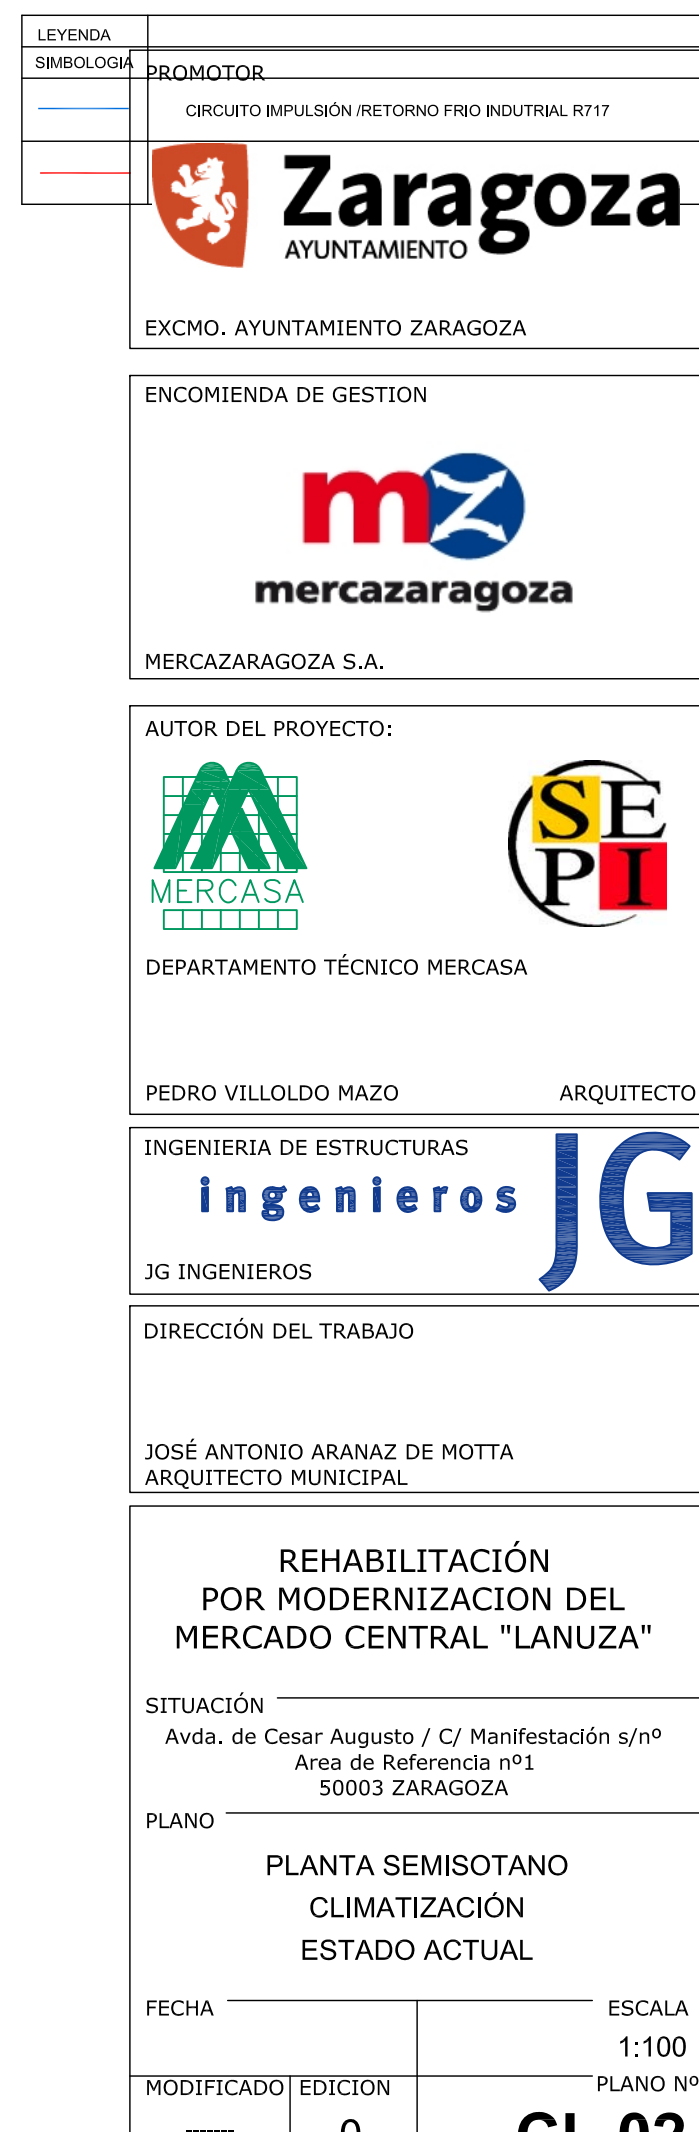 LEYENDA
SIMBOLOGIA
PROMOTOR
CIRCUITO IMPULSIÓN /RETORNO FRIO INDUTRIAL R717
Zaragoza
AYUNTAMIENTO
EXCMO. AYUNTAMIENTO ZARAGOZA
ENCOMIENDA DE GESTION
mz
mercazaragoza
MERCAZARAGOZA S.A.
AUTOR DEL PROYECTO:
MERCASA
SE
PI
DEPARTAMENTO TÉCNICO MERCASA
PEDRO VILLOLDO MAZO ARQUITECTO
INGENIERIA DE ESTRUCTURAS
ingenieros JG
JG INGENIEROS
DIRECCIÓN DEL TRABAJO
JOSÉ ANTONIO ARANAZ DE MOTTA
ARQUITECTO MUNICIPAL
REHABILITACIÓN
POR MODERNIZACION DEL
MERCADO CENTRAL "LANUZA"
SITUACIÓN
Avda. de Cesar Augusto / C/ Manifestación s/nº
Area de Referencia nº1
50003 ZARAGOZA
PLANO
PLANTA SEMISOTANO
CLIMATIZACIÓN
ESTADO ACTUAL
FECHA ESCALA
1:100
MODIFICADO EDICION PLANO Nº
------- 0